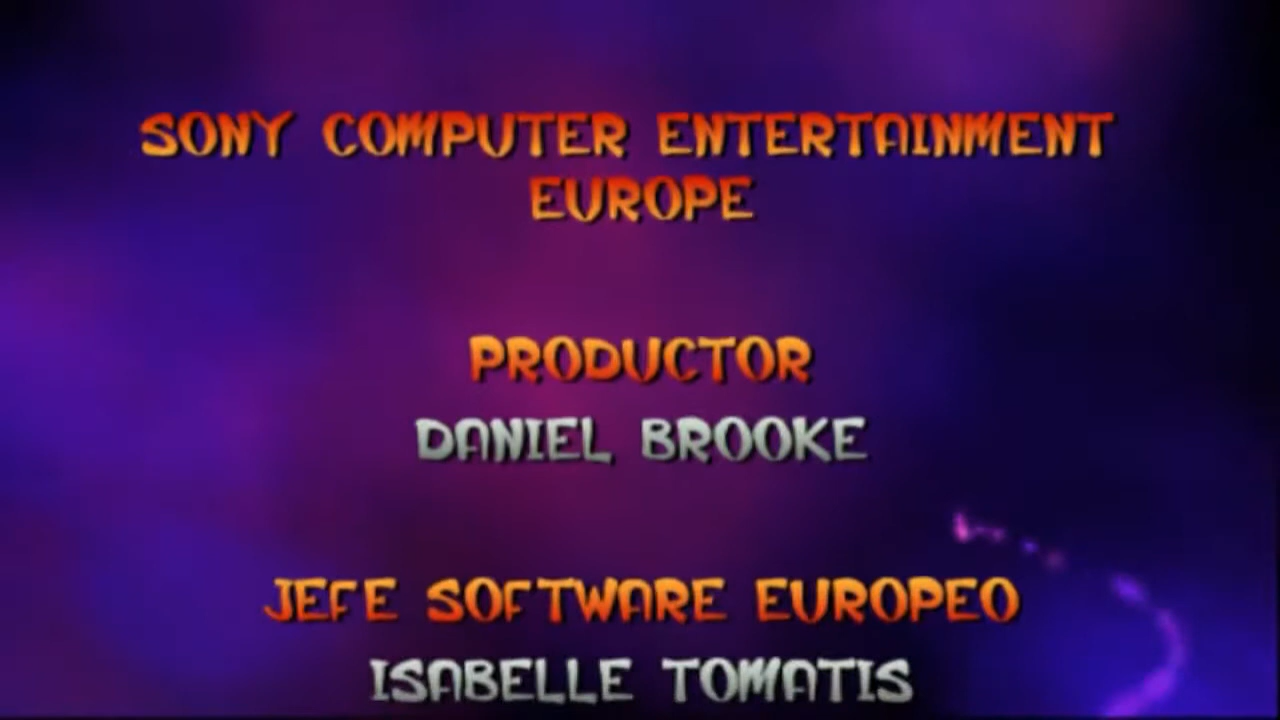 SONY COMPUTER ENTERTAINMENT
EUROPE
PRODUCTOR
DANIEL BROOKE
JEFE SOFTWARE EUROPEO
ISABELLE TOMATIS